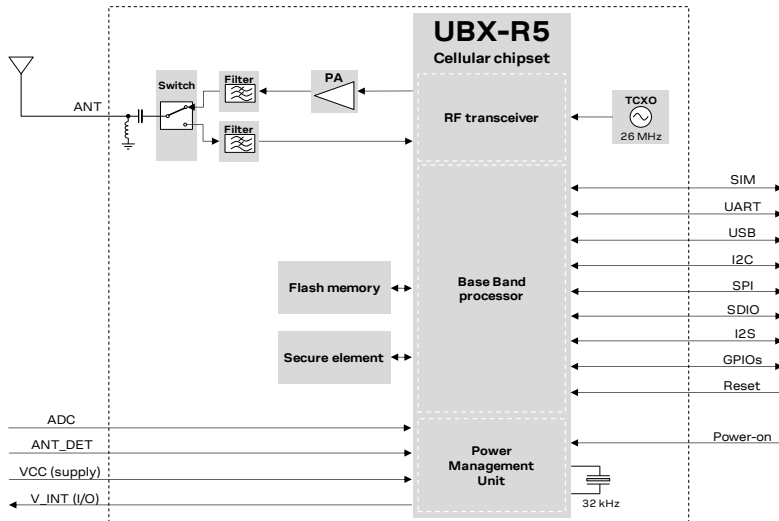 UBX-R5
Cellular chipset
Switch
Filter
PA
ANT
RF transceiver
TCXO
26 MHz
Filter
SIM
UART
USB
I2C
SPI
SDIO
I2S
GPIOs
Reset
Flash memory
Base Band
processor
Secure element
ADC
ANT_DET
VCC (supply)
V_INT (I/O)
Power
Management
Unit
Power-on
32 kHz